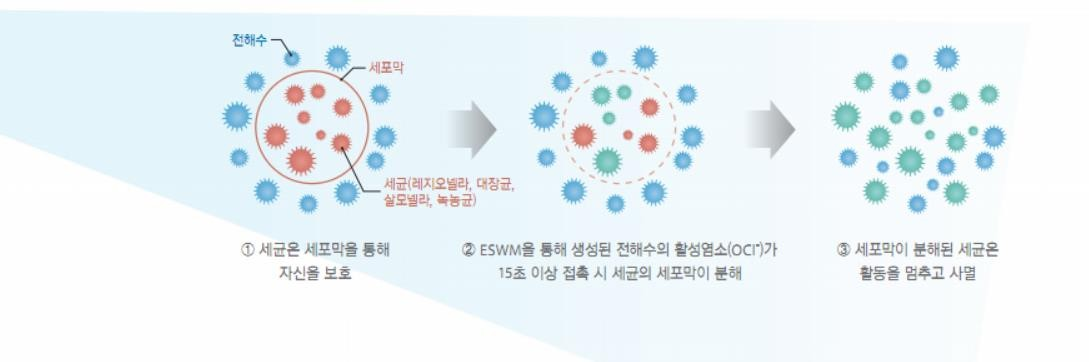 전해수
세포막
세균(레지오넬라, 대장균,
살모넬라, 녹농균)
① 세균은 세포막을 통해
자신을 보호
② ESWM을 통해 생성된 전해수의 활성염소(OCI⁻)가
15초 이상 접촉 시 세균의 세포막이 분해
③ 세포막이 분해된 세균은
활동을 멈추고 사멸